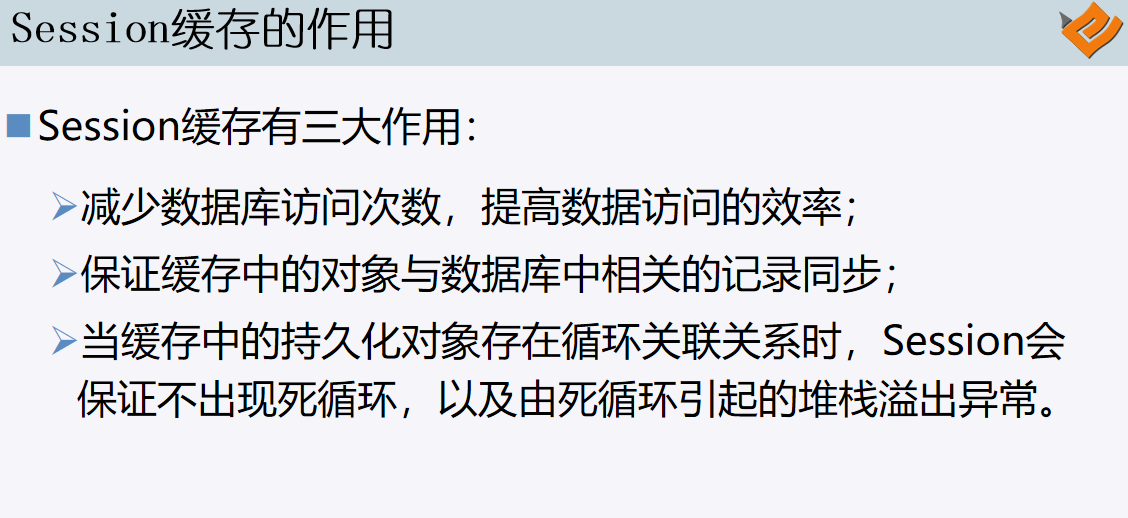 Session缓存的作用
Session缓存有三大作用：
减少数据库访问次数，提高数据访问的效率；
保证缓存中的对象与数据库中相关的记录同步；
当缓存中的持久化对象存在循环关联关系时，Session会
保证不出现死循环，以及由死循环引起的堆栈溢出异常。